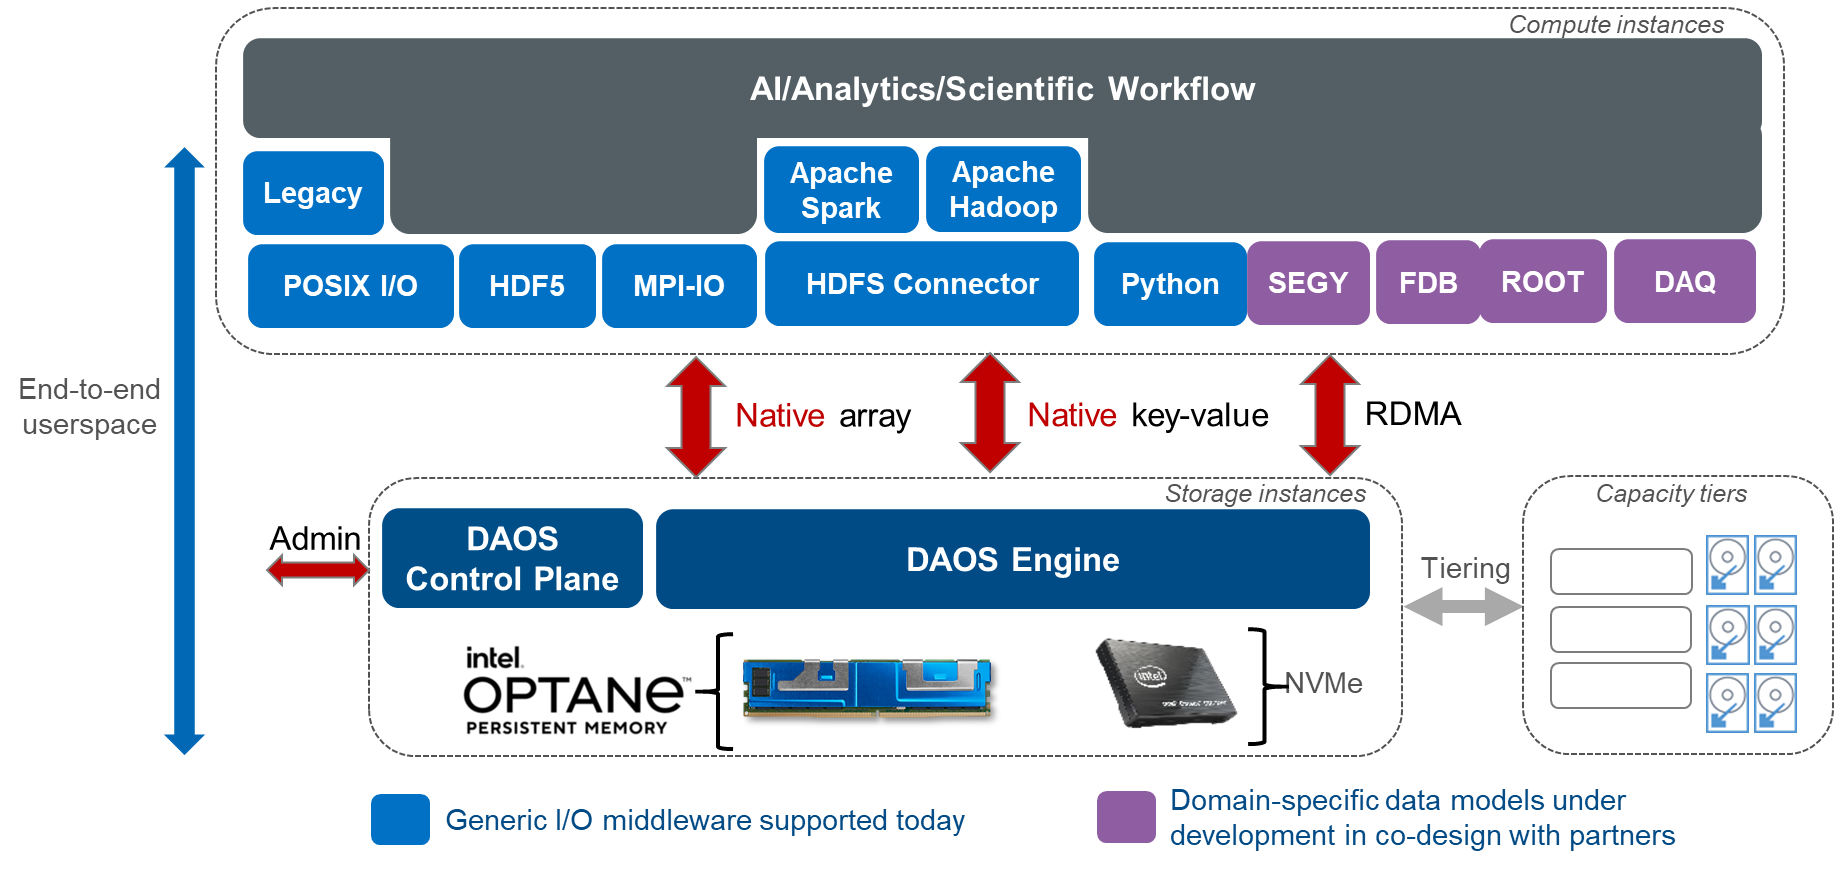 Compute instances
AI/Analytics/Scientific Workflow
Legacy
Apache
Spark
Apache
Hadoop
POSIX I/O
HDF5
MPI-IO
HDFS Connector
Python
SEGY
FDB
ROOT
DAQ
End-to-end
userspace
Native array
Native key-value
RDMA
Storage instances
Capacity tiers
Admin
DAOS
Control Plane
DAOS Engine
Tiering
intel.
OPTANE™
PERSISTENT MEMORY
intel
NVMe
Generic I/O middleware supported today
Domain-specific data models under
development in co-design with partners